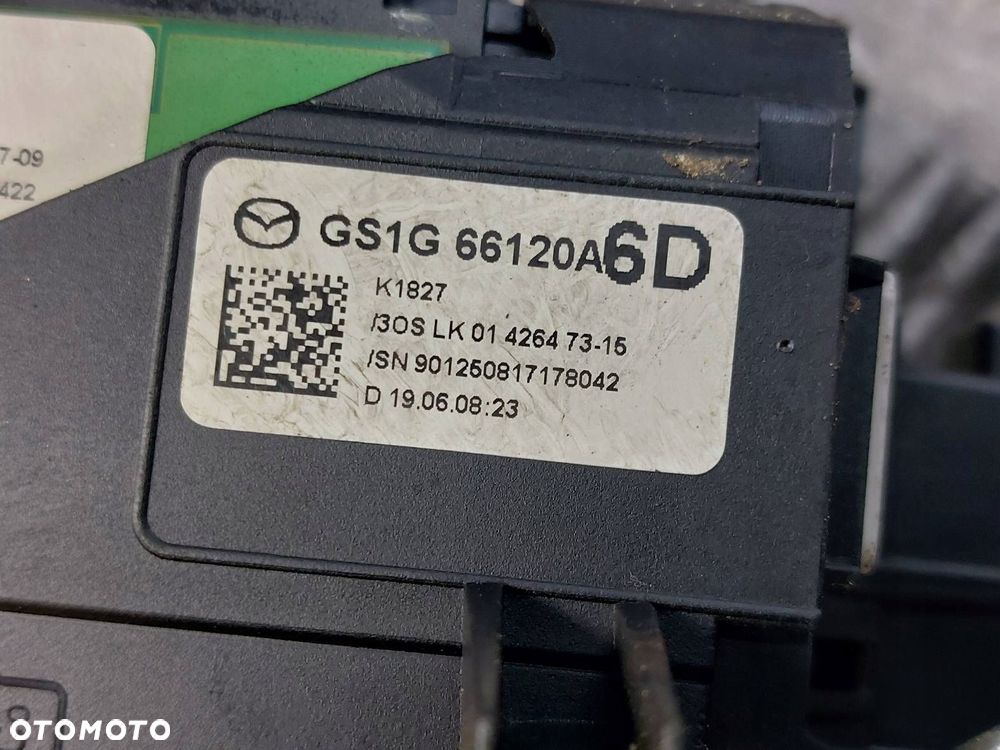 7-09
422
GS1G 66120A6D
K1827
/3OS LK 01 4264 73-15
/SN 901250817178042
D 19.06.08:23
OTOMOTO